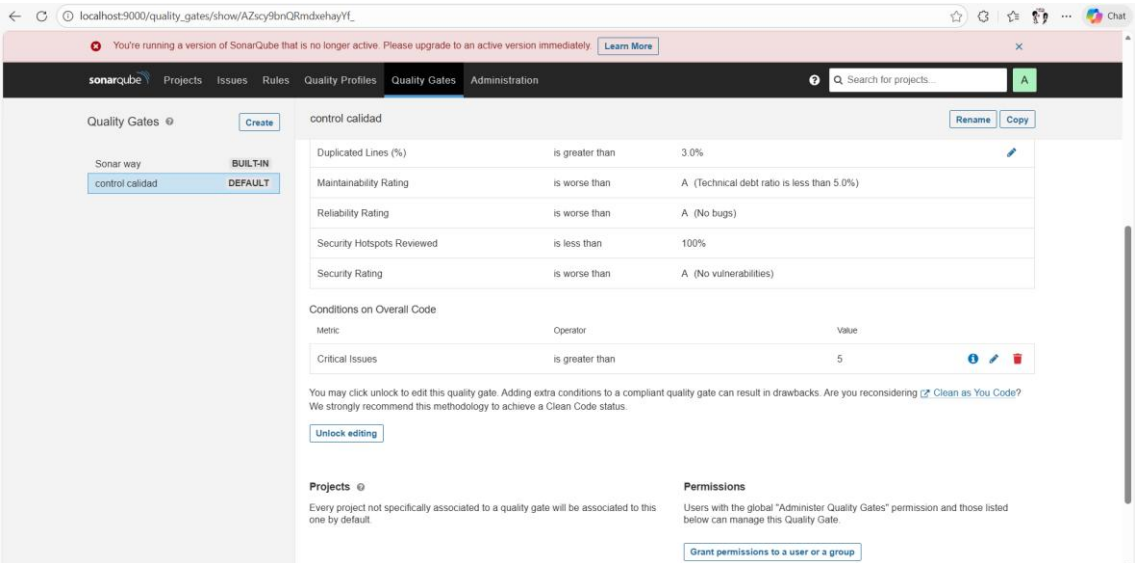 localhost:9000/quality_gates/show/AZscy9bnQRmdxehayYf_
Chat
You're running a version of SonarQube that is no longer active. Please upgrade to an active version immediately. Learn More
sonarqube Projects Issues Rules Quality Profiles Quality Gates Administration Search for projects... A
Quality Gates Create
control calidad Rename Copy
Sonar way BUILT-IN
control calidad DEFAULT
Duplicated Lines (%) is greater than 3.0%
Maintainability Rating is worse than A (Technical debt ratio is less than 5.0%)
Reliability Rating is worse than A (No bugs)
Security Hotspots Reviewed is less than 100%
Security Rating is worse than A (No vulnerabilities)
Conditions on Overall Code
Metric Operator Value
Critical Issues is greater than 5
You may click unlock to edit this quality gate. Adding extra conditions to a compliant quality gate can result in drawbacks. Are you reconsidering Clean as You Code?
We strongly recommend this methodology to achieve a Clean Code status.
Unlock editing
Projects
Every project not specifically associated to a quality gate will be associated to this
one by default.
Permissions
Users with the global "Administer Quality Gates" permission and those listed
below can manage this Quality Gate.
Grant permissions to a user or a group